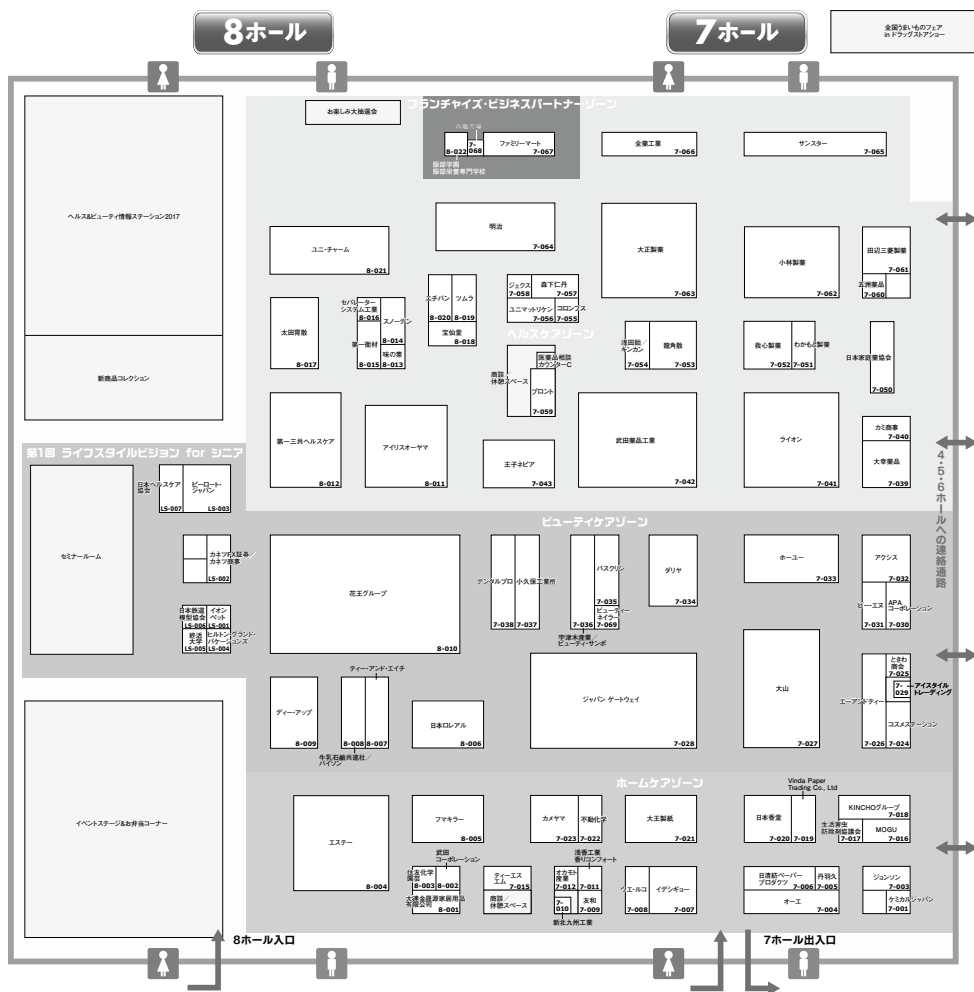 8ホール
7ホール
全国うまいものフェア
in ドラッグストアショー
お楽しみ大抽選会
フランチャイズ・ビジネスパートナーゾーン
8-022
7-
068
ファミリーマート
7-067
服部学園
服部栄養専門学校
全薬工業
7-066
サンスター
7-065
ヘルス&ビューティ情報ステーション2017
新商品コレクション
ユニ・チャーム
8-021
明治
7-064
大正製薬
7-063
小林製薬
7-062
田辺三菱製薬
7-061
五洲薬品
7-060
太田胃散
8-017
セパレーター
システム工業
8-016
スノーデン
8-014
第一衛材
8-015
味の素
8-013
ニチバン
8-020
ツムラ
8-019
宝仙堂
8-018
ジェクス
7-058
森下仁丹
7-057
ユニマットリケン
7-056
コロンブス
7-055
ヘルスケアゾーン
商談/
休憩スペース
医薬品相談
カウンターC
プロント
7-059
浅田飴/
キンカン
7-054
龍角散
7-053
救心製薬
7-052
わかもと製薬
7-051
日本家庭薬協会
7-050
第一三共ヘルスケア
8-012
アイリスオーヤマ
8-011
王子ネピア
7-043
武田薬品工業
7-042
ライオン
7-041
カミ商事
7-040
大幸薬品
7-039
4・5・6ホールへの連絡通路
第1回 ライフスタイルビジョン for シニア
セミナールーム
日本ヘルスケア
協会
LS-007
ピーロート・
ジャパン
LS-003
カネツFX証券/
カネツ商事
LS-002
日本鉄道
模型協会
LS-006
イオン
ペット
LS-001
終活
大学
LS-005
ヒルトン・グランド・
バケーションズ
LS-004
ビューティケアゾーン
花王グループ
8-010
デンタルプロ
7-038
小久保工業所
7-037
7-036
宇津木産業/
ビューティ・サンボ
バスクリン
7-035
ビューティー
ネイラー
7-069
ダリヤ
7-034
ホーユー
7-033
アクシス
7-032
ビー・エヌ
7-031
APA
コーポレーション
7-030
ディー・アップ
8-009
ティー・アンド・エイチ
8-008
8-007
牛乳石鹸共進社/
バイソン
日本ロレアル
8-006
ジャパン ゲートウェイ
7-028
大山
7-027
エーアンドティー
7-026
ときわ
商会
7-025
7-
029
アイスタイル
トレーディング
コスメステーション
7-024
イベントステージ&お弁当コーナー
ホームケアゾーン
エステー
8-004
フマキラー
8-005
カメヤマ
7-023
不動化学
7-022
大王製紙
7-021
日本香堂
7-020
Vinda Paper
Trading Co., Ltd
7-019
KINCHOグループ
7-018
生活害虫
防除剤協議会
7-017
MOGU
7-016
武田
コーポレーション
住友化学
園芸
8-003
8-002
大連金晟源家居用品
有限公司
8-001
ティーエス
エム
7-015
商談/
休憩スペース
浅香工業
香りコンフォート
オカモト
産業
7-012
7-011
7-
010
友和
7-009
新北九州工業
ウエ・ルコ
7-008
イデシギョー
7-007
日清紡ペーパー
プロダクツ
7-006
丹羽久
7-005
オーエ
7-004
ジョンソン
7-003
ケミカルジャパン
7-001
8ホール入口
7ホール出入口